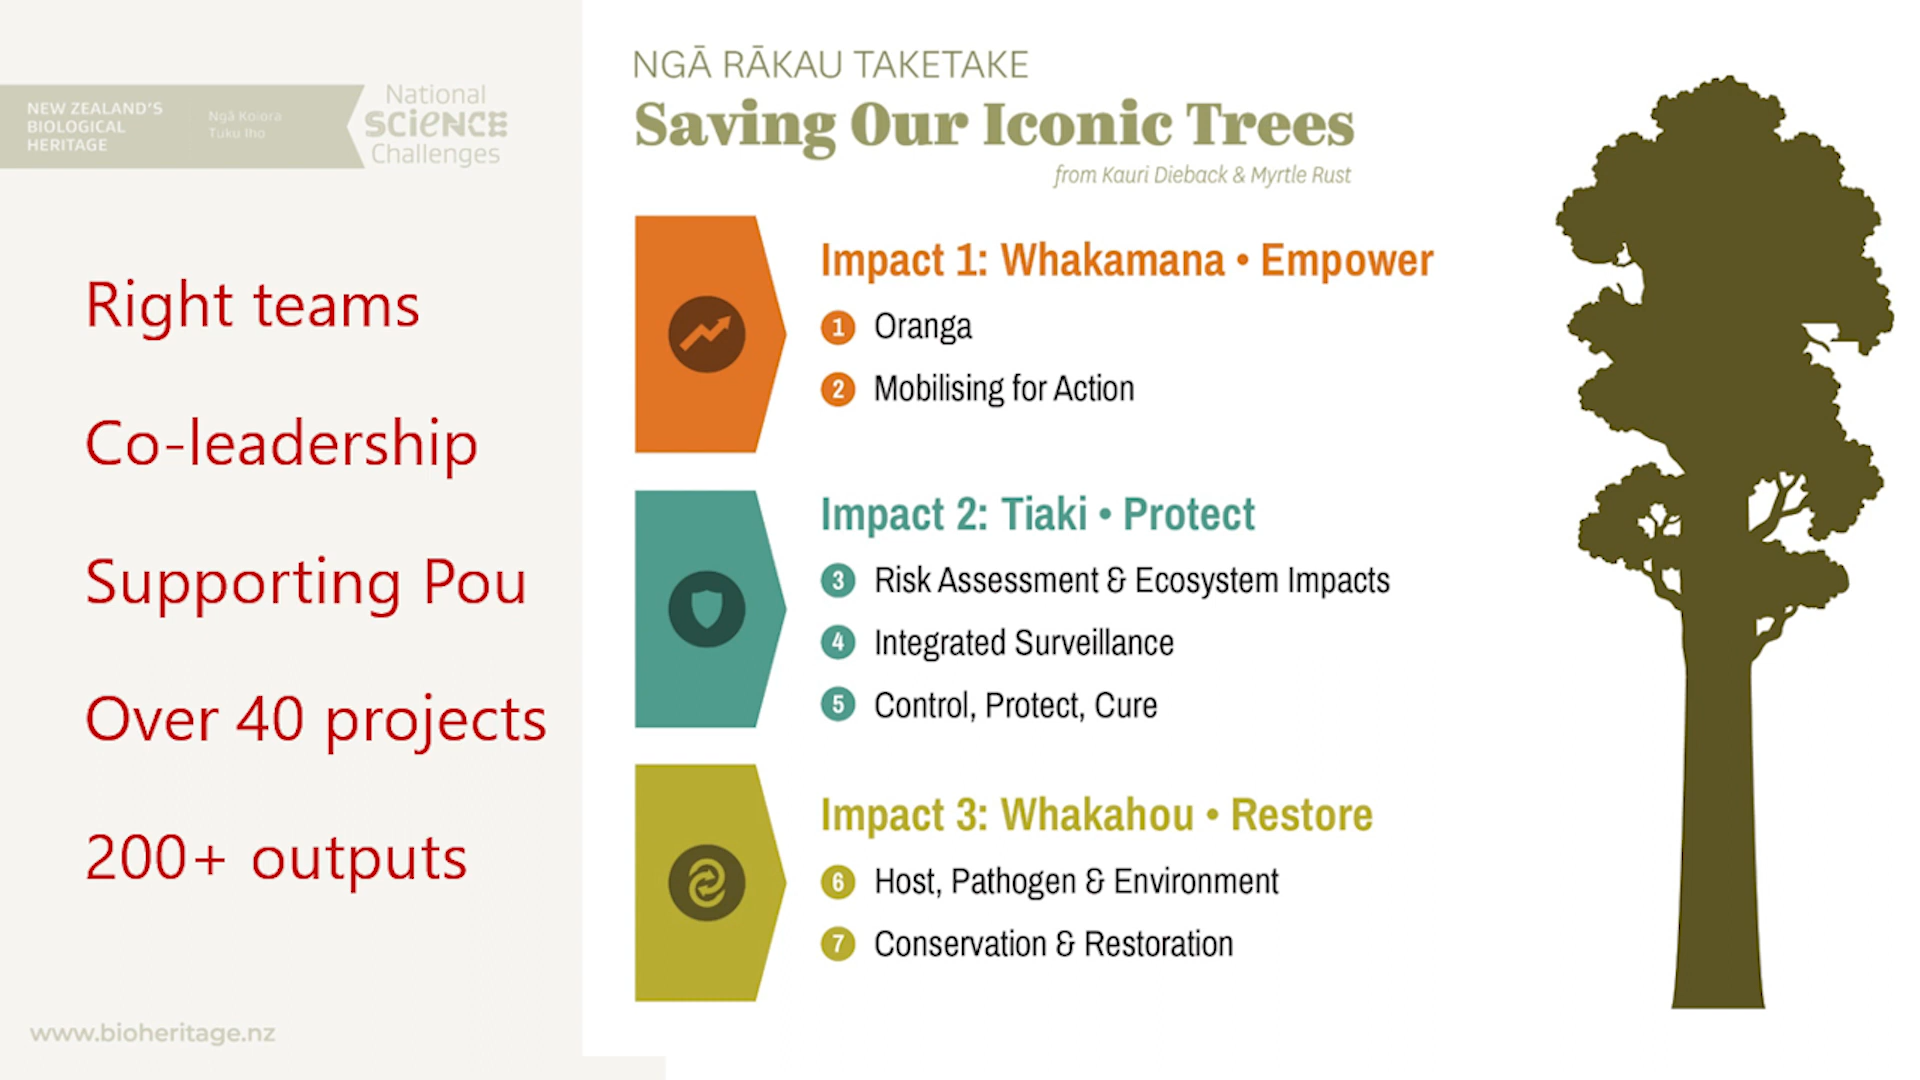 NEW ZEALAND'S
BIOLOGICAL
HERITAGE
Ngā Koiora
Tuku Iho
National
SCIENCE
Challenges
Right teams
Co-leadership
Supporting Pou
Over 40 projects
200+ outputs
www.bioheritage.nz
NGĀ RĀKAU TAKETAKE
Saving Our Iconic Trees
from Kauri Dieback & Myrtle Rust
Impact 1: Whakamana • Empower
1 Oranga
2 Mobilising for Action
Impact 2: Tiaki • Protect
3 Risk Assessment & Ecosystem Impacts
4 Integrated Surveillance
5 Control, Protect, Cure
Impact 3: Whakahou • Restore
6 Host, Pathogen & Environment
7 Conservation & Restoration